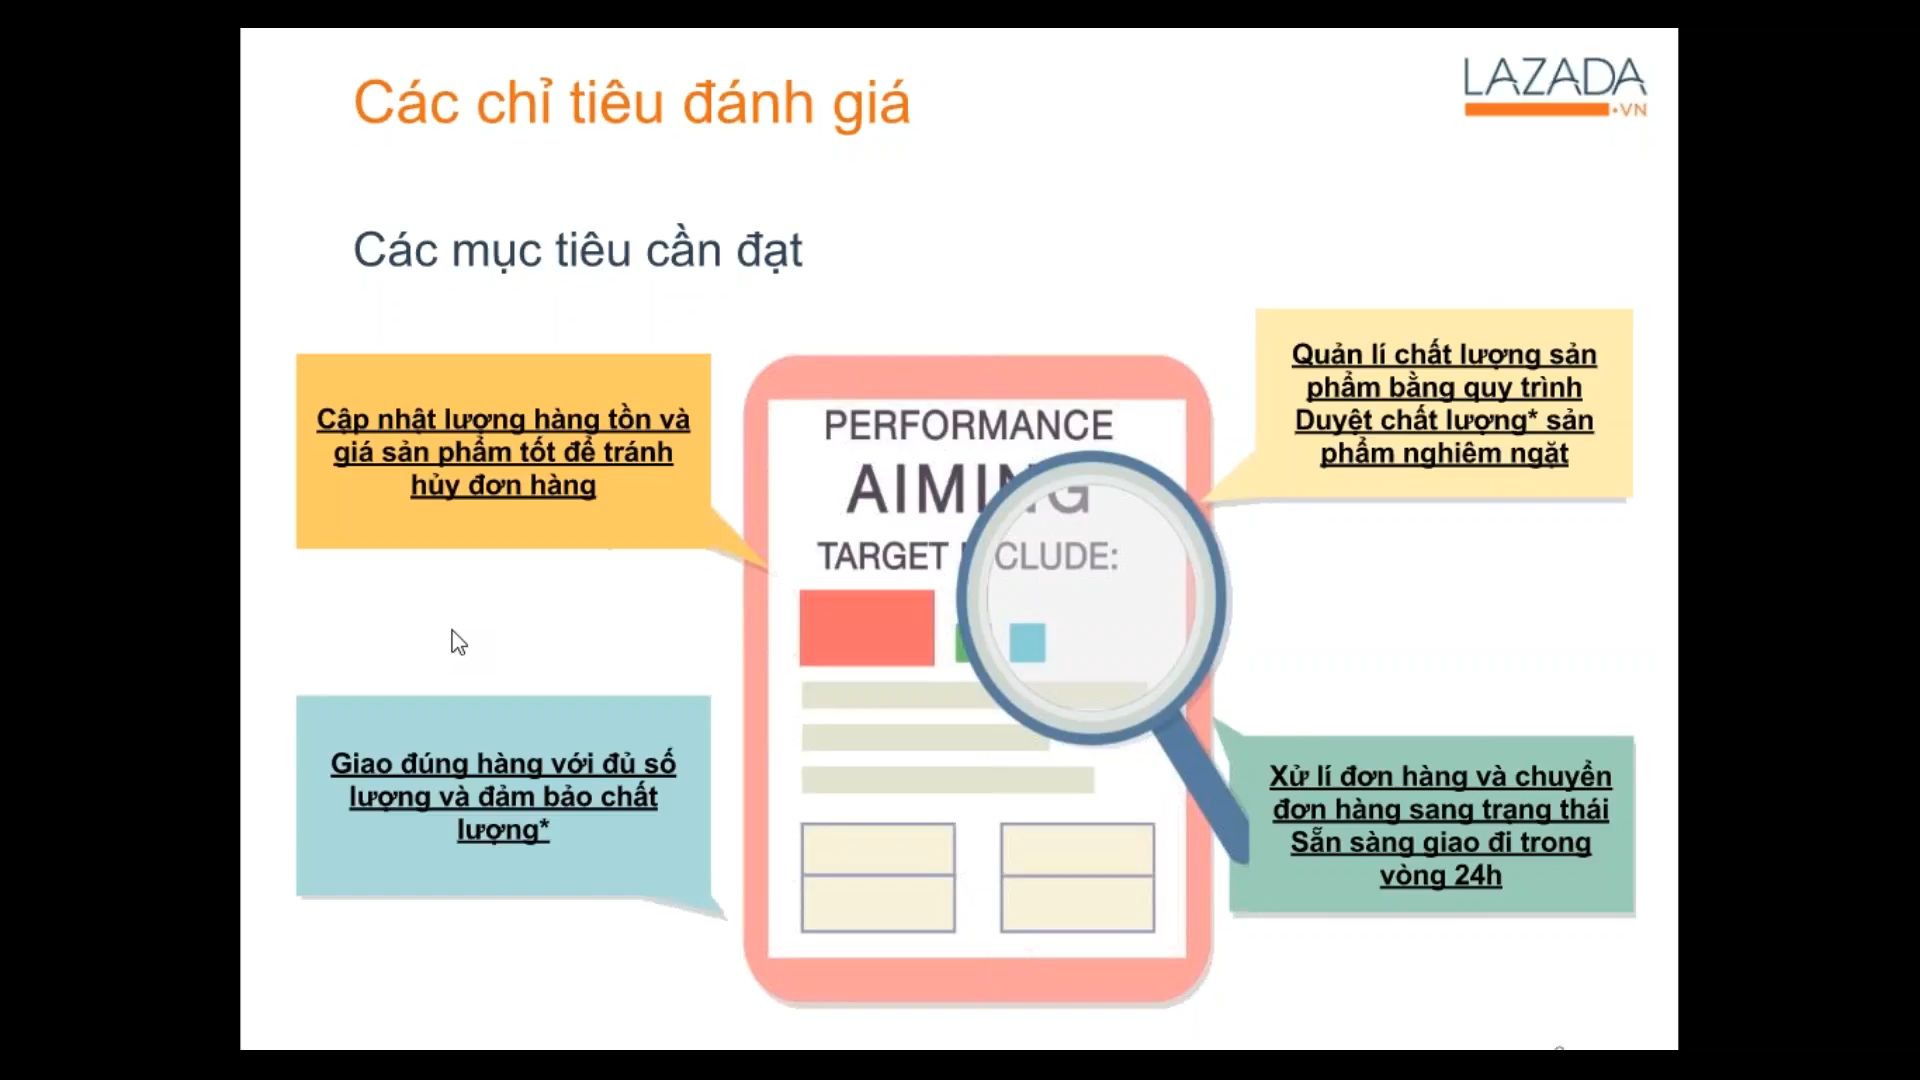 Các chỉ tiêu đánh giá
LAZADA
.VN
Các mục tiêu cần đạt
Cập nhật lượng hàng tồn và
giá sản phẩm tốt để tránh
hủy đơn hàng
Quản lí chất lượng sản
phẩm bằng quy trình
Duyệt chất lượng* sản
phẩm nghiêm ngặt
PERFORMANCE
AIMING
TARGET CLUDE:
Giao đúng hàng với đủ số
lượng và đảm bảo chất
lượng*
Xử lí đơn hàng và chuyển
đơn hàng sang trạng thái
Sẵn sàng giao đi trong
vòng 24h